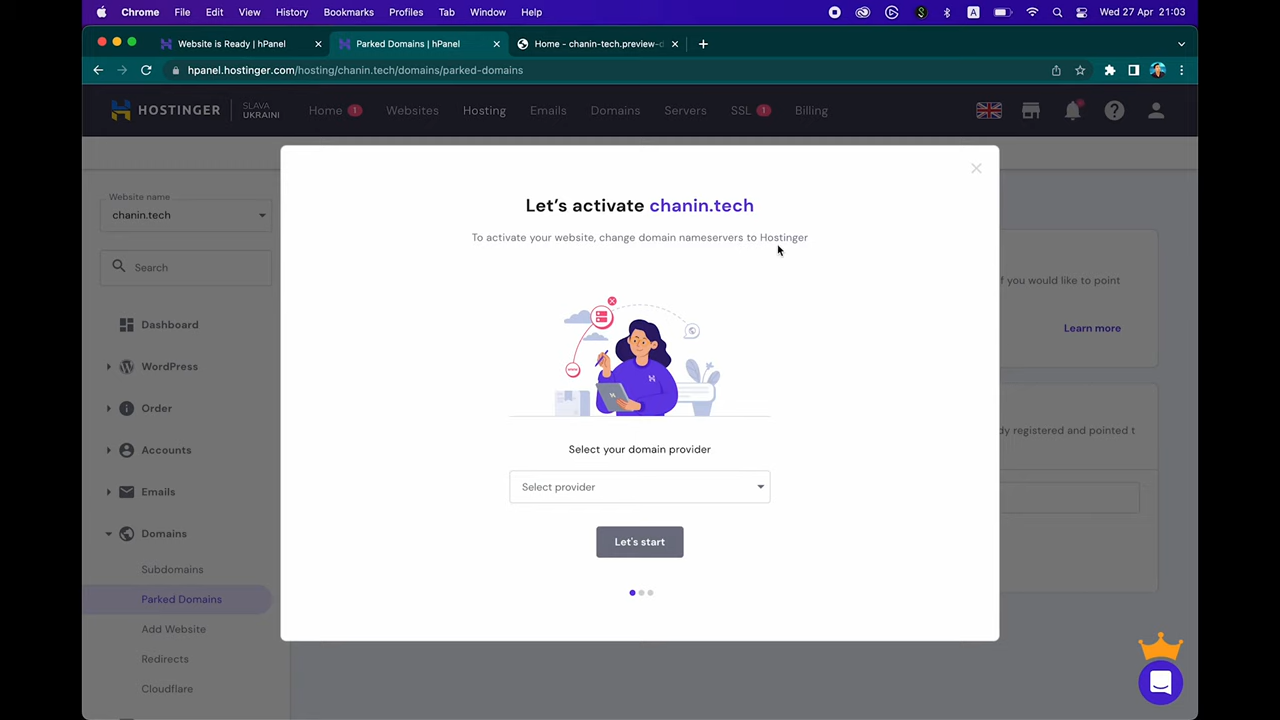 Chrome File Edit View History Bookmarks Profiles Tab Window Help A Wed 27 Apr 21:03
Website is Ready | hPanel Parked Domains | hPanel Home - chanin-tech.preview-d
hpanel.hostinger.com/hosting/chanin.tech/domains/parked-domains
HOSTINGER SLAVA UKRAINI Home 1 Websites Hosting Emails Domains Servers SSL 1 Billing
Website name
chanin.tech
Search
Dashboard
WordPress
Order
Accounts
Emails
Domains
Subdomains
Parked Domains
Add Website
Redirects
Cloudflare
Let's activate chanin.tech
To activate your website, change domain nameservers to Hostinger
Select your domain provider
Select provider
Let's start
if you would like to point
Learn more
dy registered and pointed t